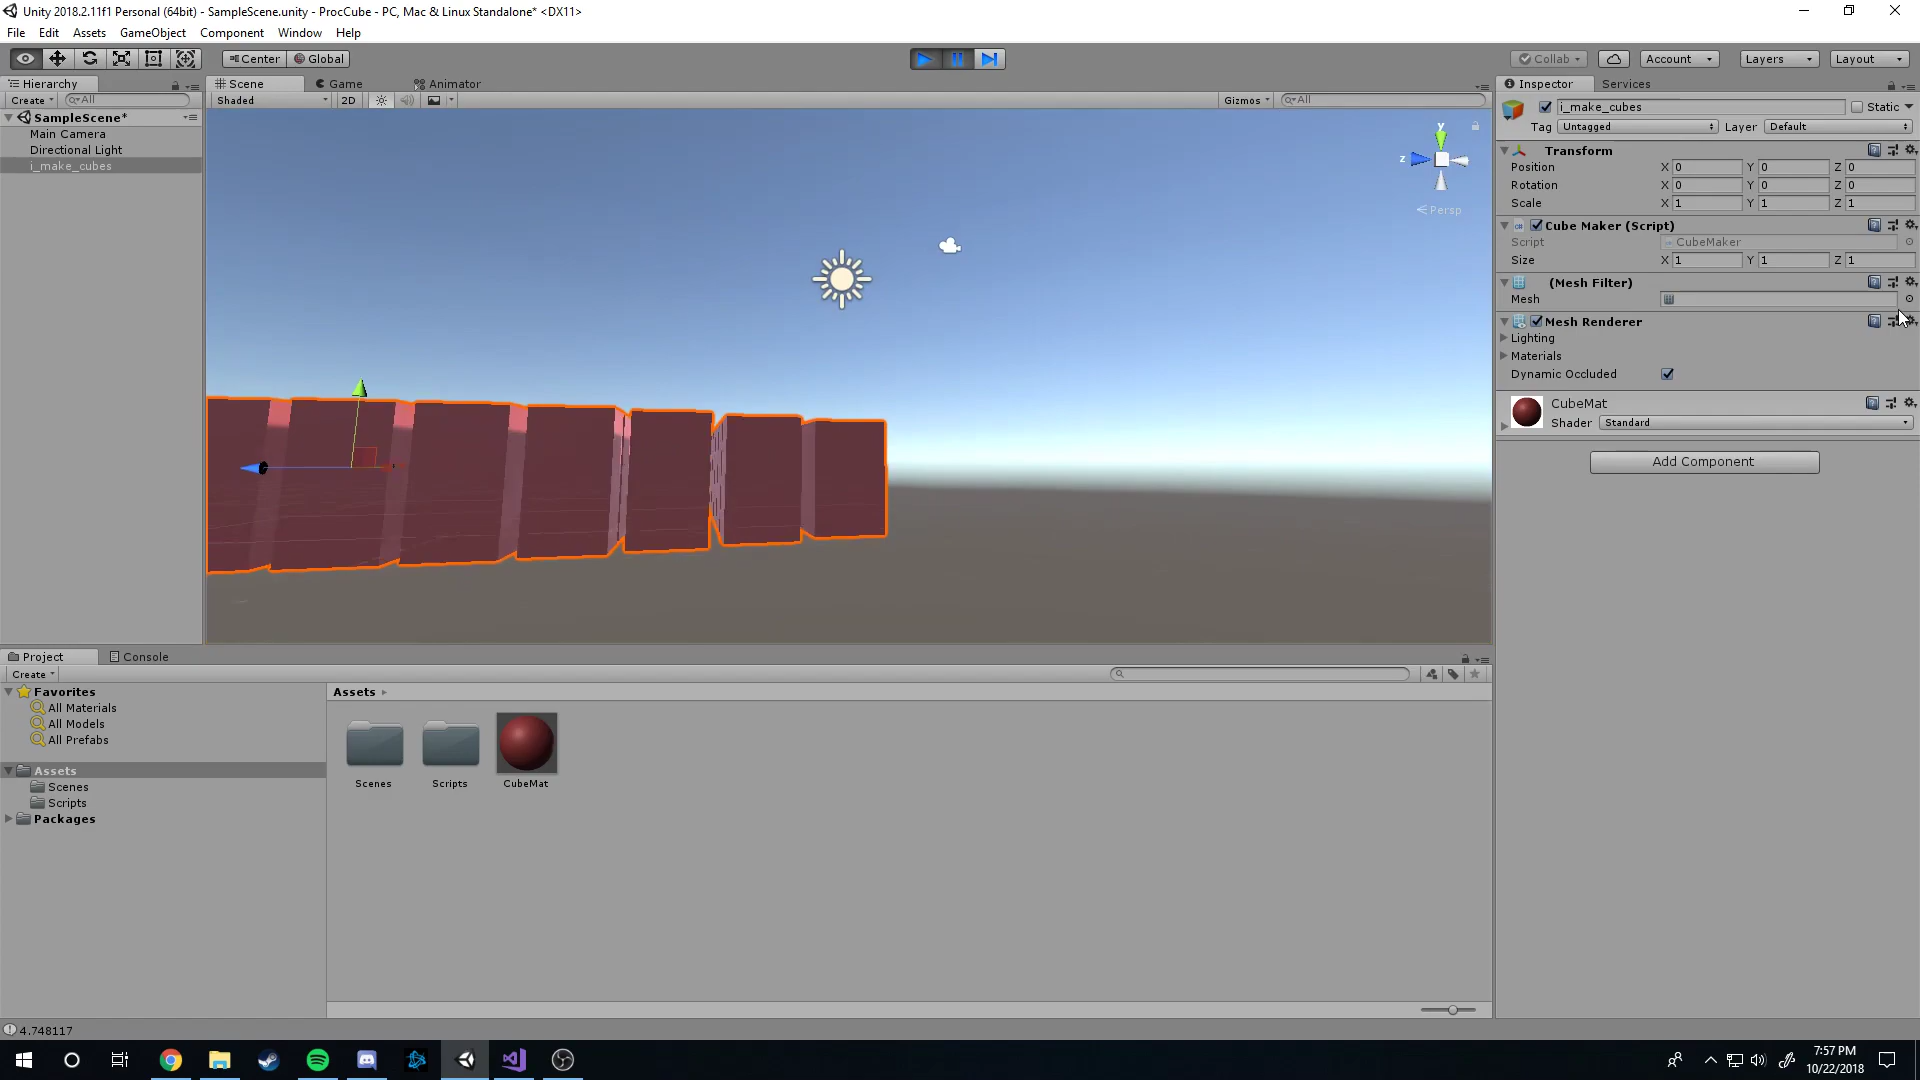 Unity 2018.2.11f1 Personal (64bit) - SampleScene.unity - ProcCube - PC, Mac & Linux Standalone* <DX11>
File Edit Assets GameObject Component Window Help
Center Global
Collab Account Layers Layout
Hierarchy
Create All
SampleScene*
Main Camera
Directional Light
i_make_cubes
Scene Game Animator
Shaded 2D Gizmos All
y
z
Persp
Inspector Services
i_make_cubes Static
Tag Untagged Layer Default
Transform
Position X 0 Y 0 Z 0
Rotation X 0 Y 0 Z 0
Scale X 1 Y 1 Z 1
Cube Maker (Script)
Script CubeMaker
Size X 1 Y 1 Z 1
(Mesh Filter)
Mesh
Mesh Renderer
Lighting
Materials
Dynamic Occluded
CubeMat
Shader Standard
Add Component
Project Console
Create
Favorites
All Materials
All Models
All Prefabs
Assets
Scenes
Scripts
Packages
Assets
Scenes Scripts CubeMat
4.748117
7:57 PM
10/22/2018